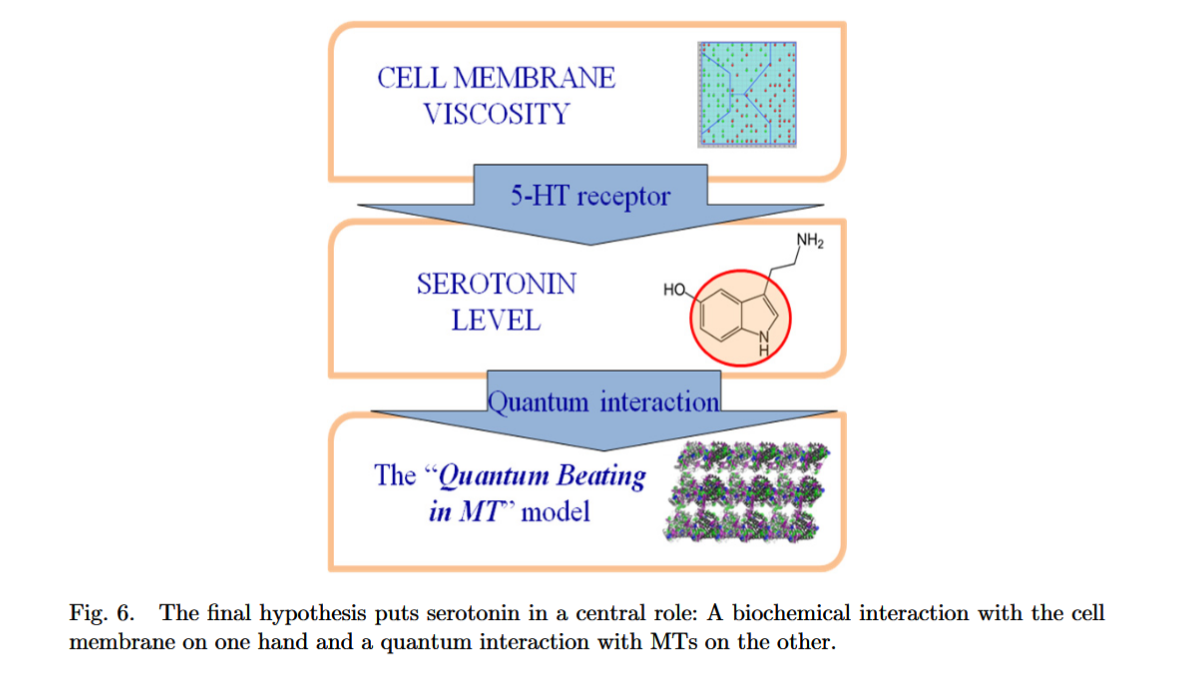 CELL MEMBRANE
VISCOSITY
5-HT receptor
NH₂
SEROTONIN
LEVEL
HO
N
H
Quantum interaction
The “Quantum Beating
in MT” model
Fig. 6. The final hypothesis puts serotonin in a central role: A biochemical interaction with the cell
membrane on one hand and a quantum interaction with MTs on the other.